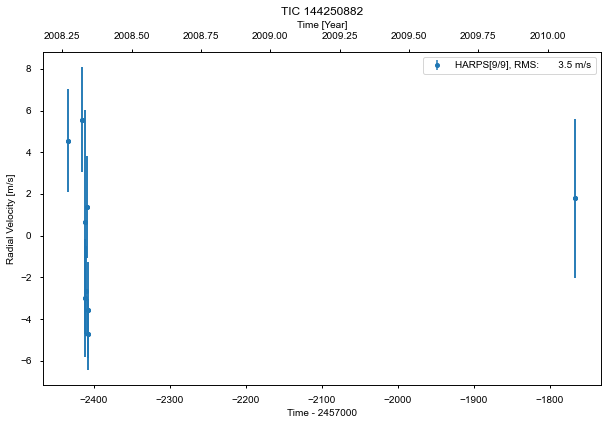 TIC 144250882
Time [Year]
2008.25 2008.50 2008.75 2009.00 2009.25 2009.50 2009.75 2010.00
HARPS[9/9], RMS: 3.5 m/s
Radial Velocity [m/s]
8
6
4
2
0
−2
−4
−6
−2400 −2300 −2200 −2100 −2000 −1900 −1800
Time - 2457000